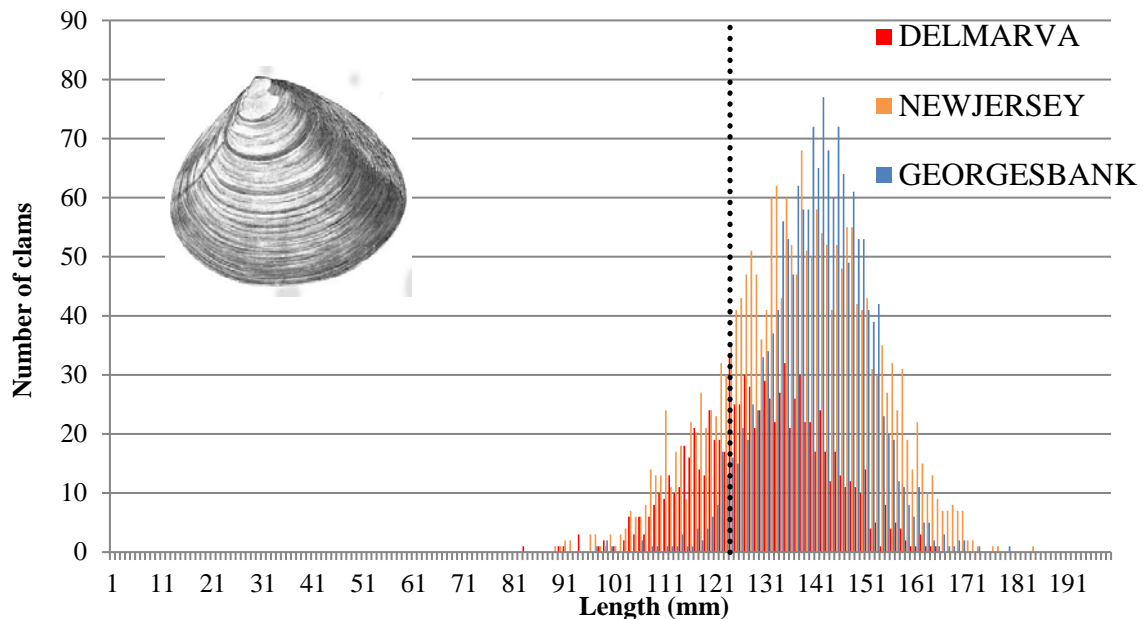 90
80
70
60
50
40
30
20
10
0
Number of clams
DELMARVA
NEWJERSEY
GEORGESBANK
1 11 21 31 41 51 61 71 81 91 101 111 121 131 141 151 161 171 181 191
Length (mm)